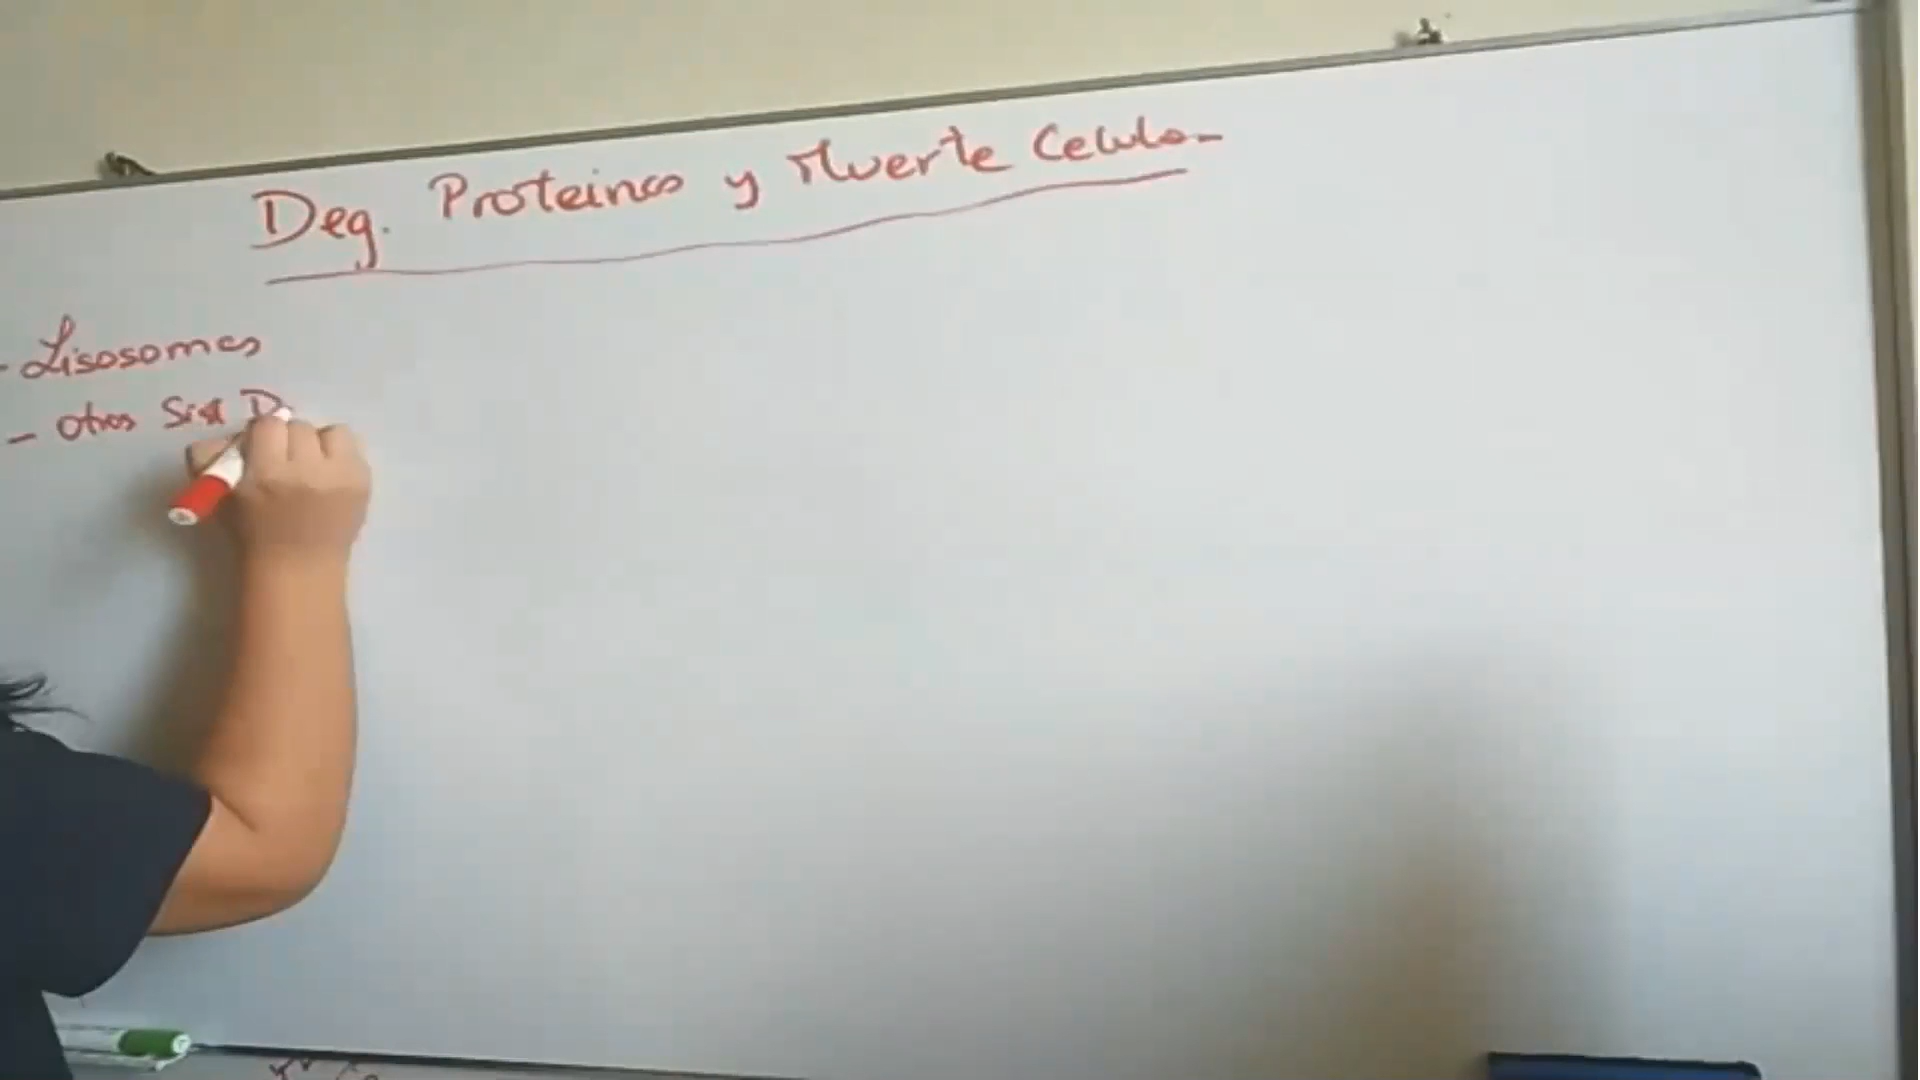 Deg. Proteinas y Muerte Celula
- Lisosomas
- Otros Sist D